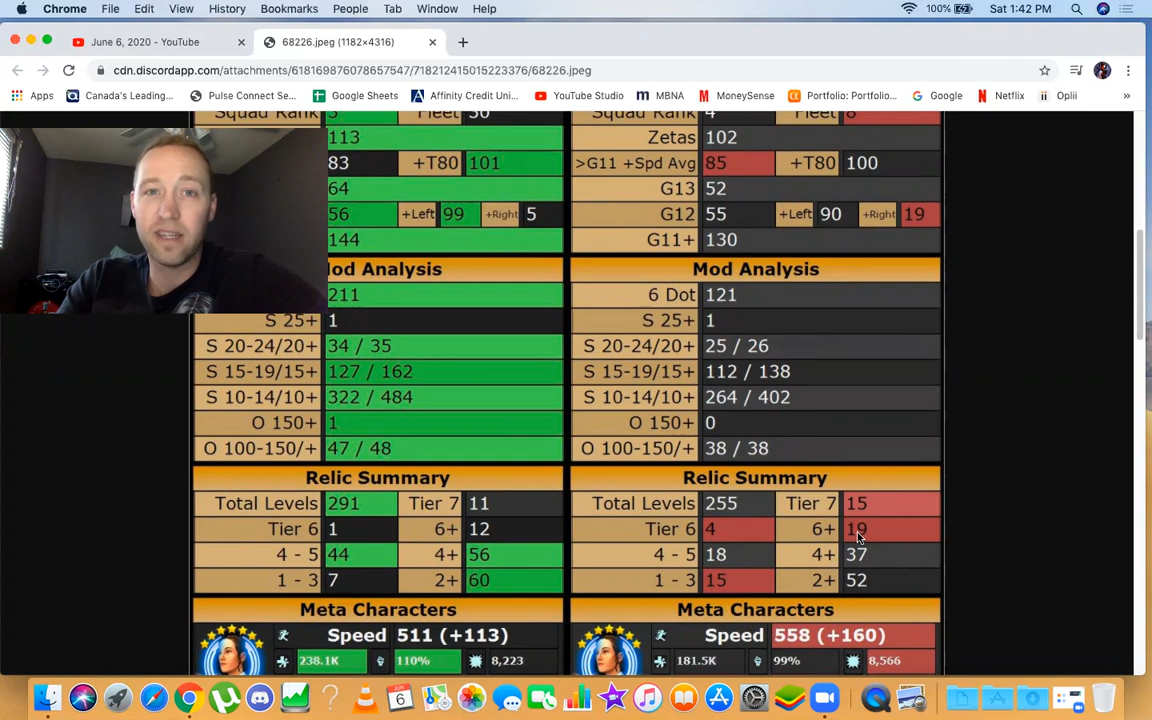 Chrome File Edit View History Bookmarks People Tab Window Help 100% Sat 1:42 PM
June 6, 2020 - YouTube 68226.jpeg (1182×4316)
cdn.discordapp.com/attachments/618169876078657547/718212415015223376/68226.jpeg
Apps Canada's Leading... Pulse Connect Se... Google Sheets Affinity Credit Uni... YouTube Studio MBNA MoneySense Portfolio: Portfolio... Google Netflix Oplii »
Squad Rank 4 Fleet 8
113 Zetas 102
83 +T80 101 >G11 +Spd Avg 85 +T80 100
64 G13 52
56 +Left 99 +Right 5 G12 55 +Left 90 +Right 19
144 G11+ 130
Mod Analysis Mod Analysis
211 6 Dot 121
S 25+ 1 S 25+ 1
S 20-24/20+ 34 / 35 S 20-24/20+ 25 / 26
S 15-19/15+ 127 / 162 S 15-19/15+ 112 / 138
S 10-14/10+ 322 / 484 S 10-14/10+ 264 / 402
O 150+ 1 O 150+ 0
O 100-150/+ 47 / 48 O 100-150/+ 38 / 38
Relic Summary Relic Summary
Total Levels 291 Tier 7 11 Total Levels 255 Tier 7 15
Tier 6 1 6+ 12 Tier 6 4 6+ 19
4 - 5 44 4+ 56 4 - 5 18 4+ 37
1 - 3 7 2+ 60 1 - 3 15 2+ 52
Meta Characters Meta Characters
Speed 511 (+113) Speed 558 (+160)
238.1K 110% 8,223 181.5K 99% 8,566
JUN 6